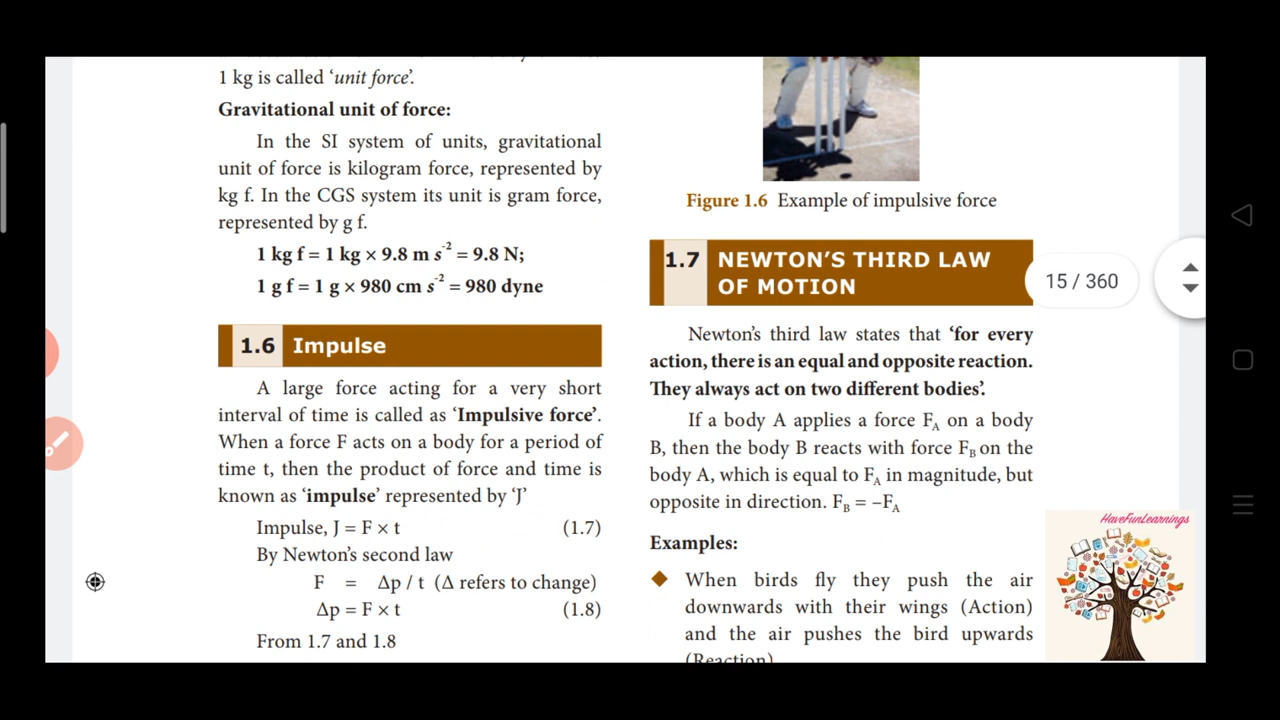 1 kg is called ‘unit force’.
Gravitational unit of force:
In the SI system of units, gravitational
unit of force is kilogram force, represented by
kg f. In the CGS system its unit is gram force,
represented by g f.
1 kg f = 1 kg × 9.8 m s⁻² = 9.8 N;
1 g f = 1 g × 980 cm s⁻² = 980 dyne
1.6 Impulse
A large force acting for a very short
interval of time is called as ‘Impulsive force’.
When a force F acts on a body for a period of
time t, then the product of force and time is
known as ‘impulse’ represented by ‘J’
Impulse, J = F × t (1.7)
By Newton’s second law
F = Δp / t (Δ refers to change)
Δp = F × t (1.8)
From 1.7 and 1.8
Figure 1.6 Example of impulsive force
1.7 NEWTON’S THIRD LAW
OF MOTION
Newton’s third law states that ‘for every
action, there is an equal and opposite reaction.
They always act on two different bodies’.
If a body A applies a force F_A on a body
B, then the body B reacts with force F_B on the
body A, which is equal to F_A in magnitude, but
opposite in direction. F_B = –F_A
Examples:
When birds fly they push the air
downwards with their wings (Action)
and the air pushes the bird upwards
(Reaction)
15 / 360
HaveFunLearnings